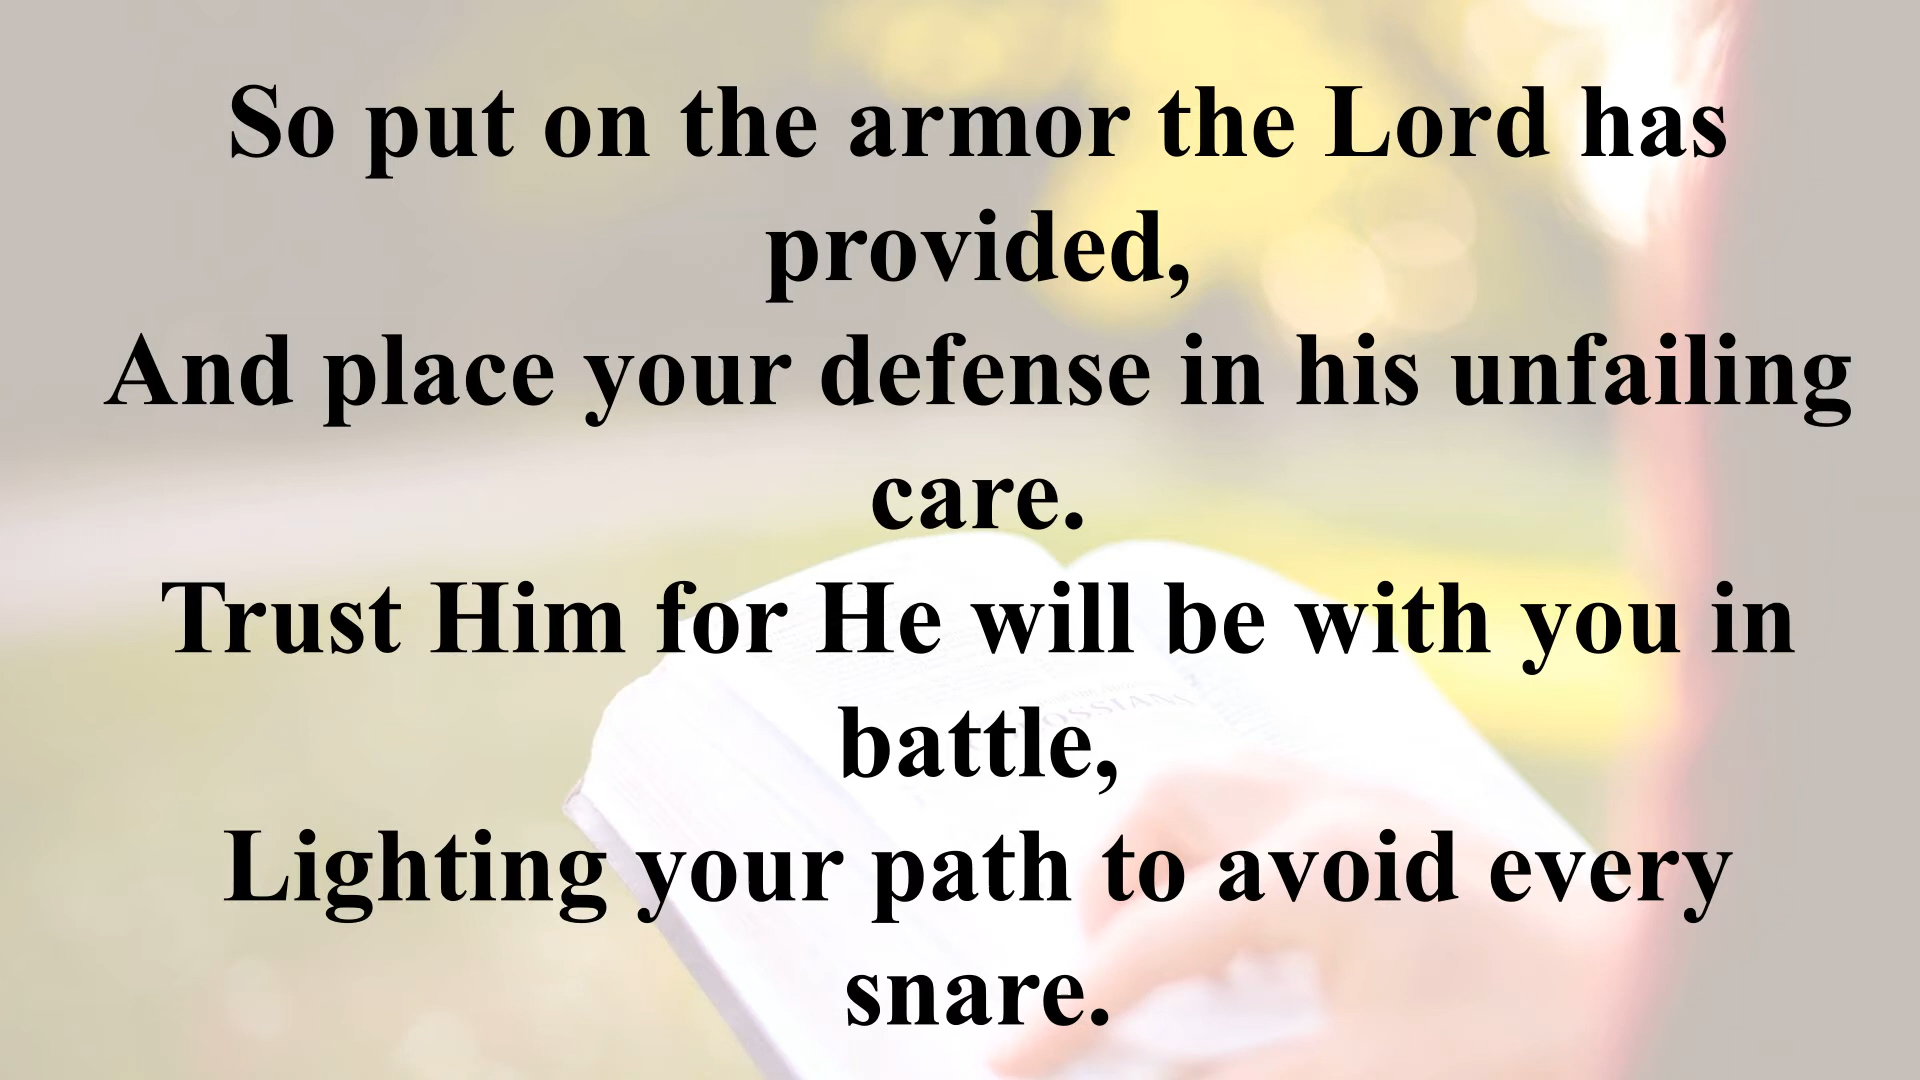 So put on the armor the Lord has
provided,
And place your defense in his unfailing
care.
Trust Him for He will be with you in
battle,
Lighting your path to avoid every
snare.